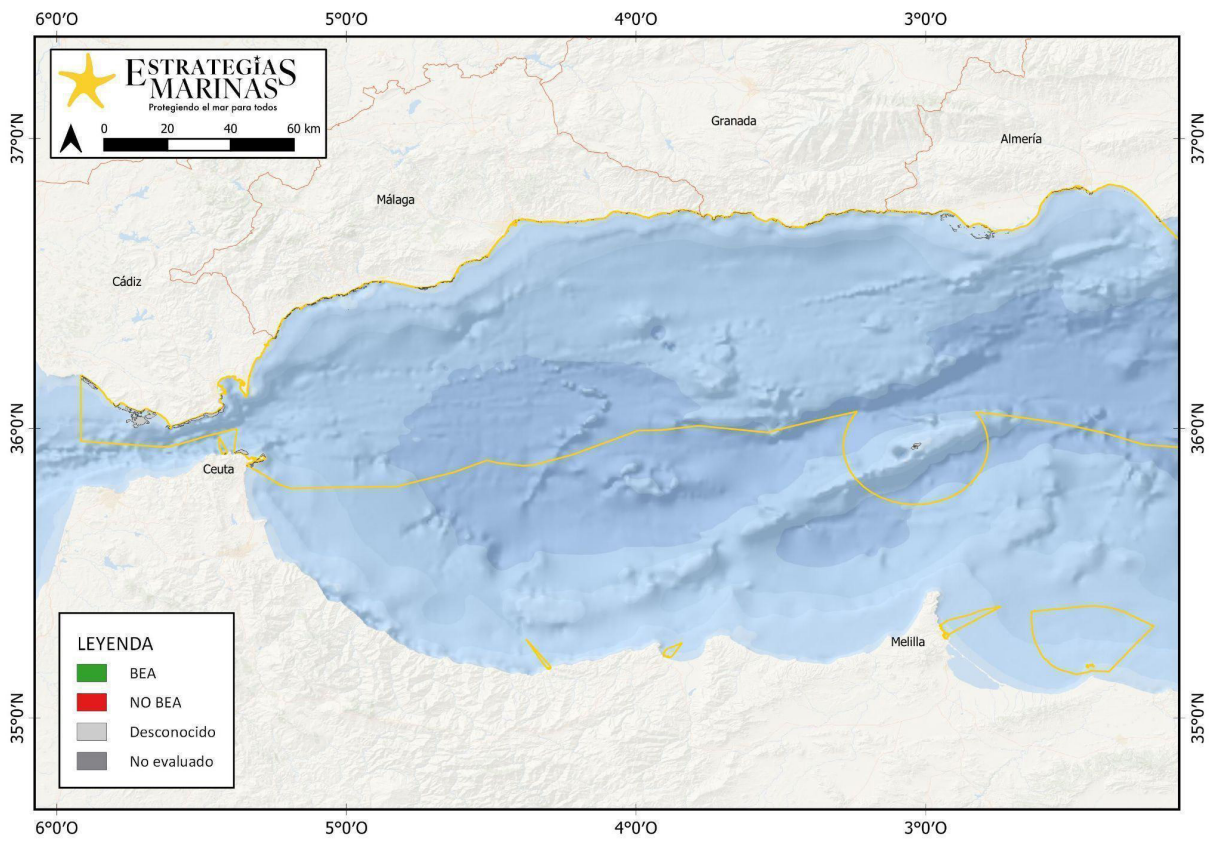 6°0'O 5°0'O 4°0'O 3°0'O
ESTRATEGIAS
MARINAS
Protegiendo el mar para todos
0 20 40 60 km
37°0'N
37°0'N
Granada
Almería
Málaga
Cádiz
36°0'N
36°0'N
Ceuta
Melilla
LEYENDA
BEA
NO BEA
Desconocido
No evaluado
35°0'N
35°0'N
6°0'O 5°0'O 4°0'O 3°0'O